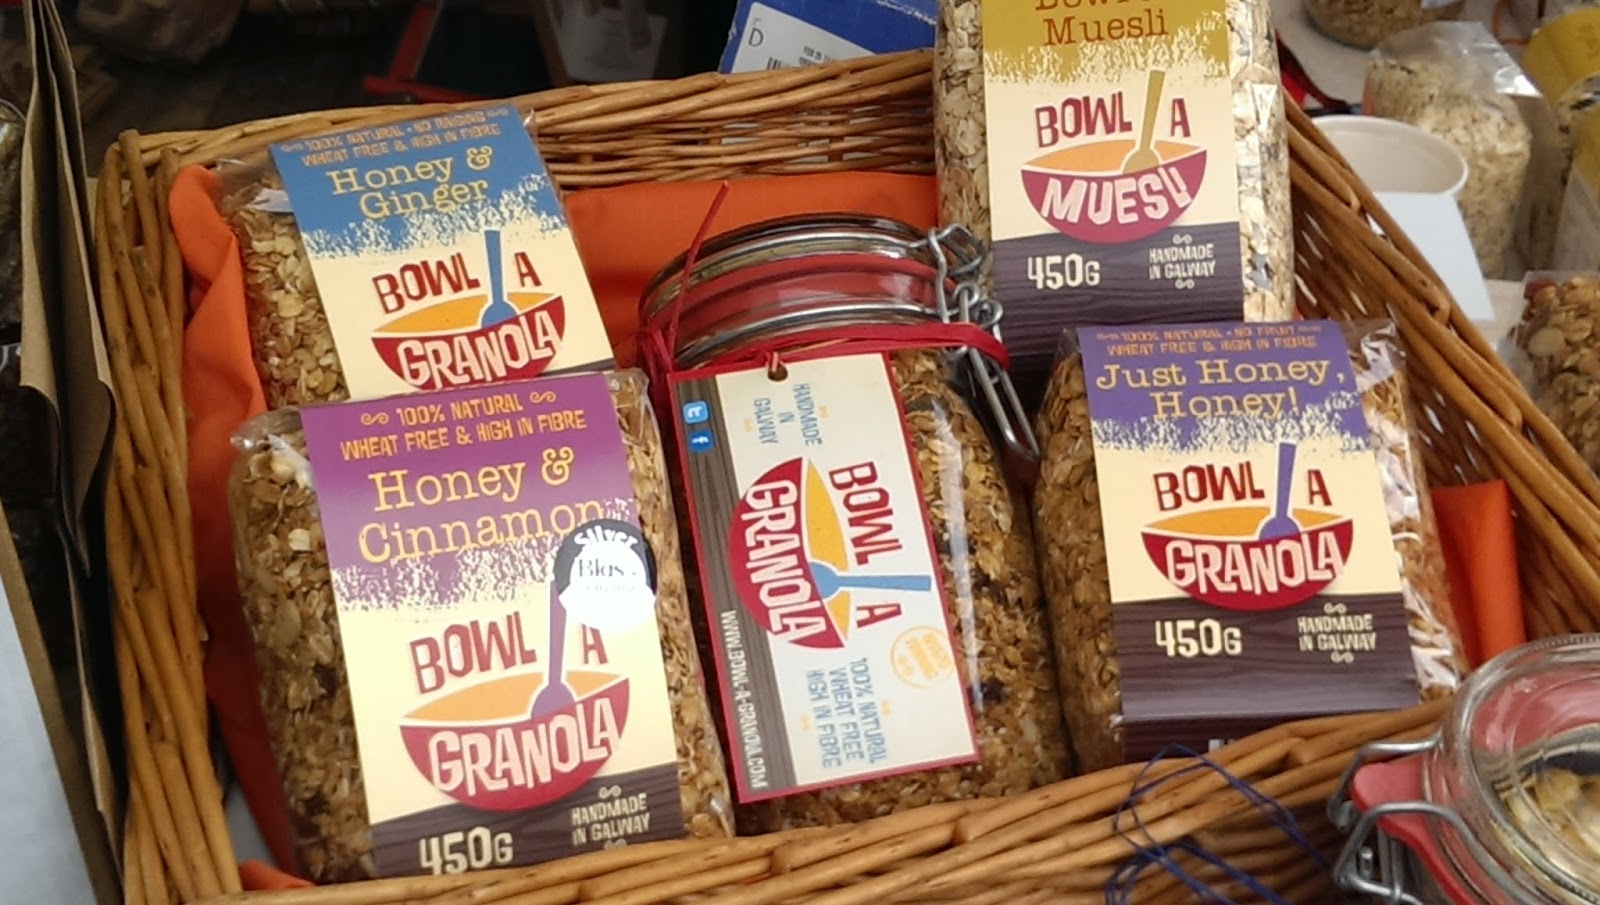 100% NATURAL - NO RAISINS
WHEAT FREE & HIGH IN FIBRE
Honey &
Ginger
BOWL A
GRANOLA
Muesli
BOWL A
MUESLI
450G
HANDMADE
IN GALWAY
100% NATURAL
WHEAT FREE & HIGH IN FIBRE
Honey &
Cinnamon
Silver
Blas
BOWL A
GRANOLA
450G
HANDMADE
IN GALWAY
HANDMADE
IN
GALWAY
BOWL A
GRANOLA
100% NATURAL
WHEAT FREE
HIGH IN FIBRE
WWW.BOWL-A-GRANOLA.COM
100% NATURAL - NO FRUIT
WHEAT FREE & HIGH IN FIBRE
Just Honey,
Honey!
BOWL A
GRANOLA
450G
HANDMADE
IN GALWAY